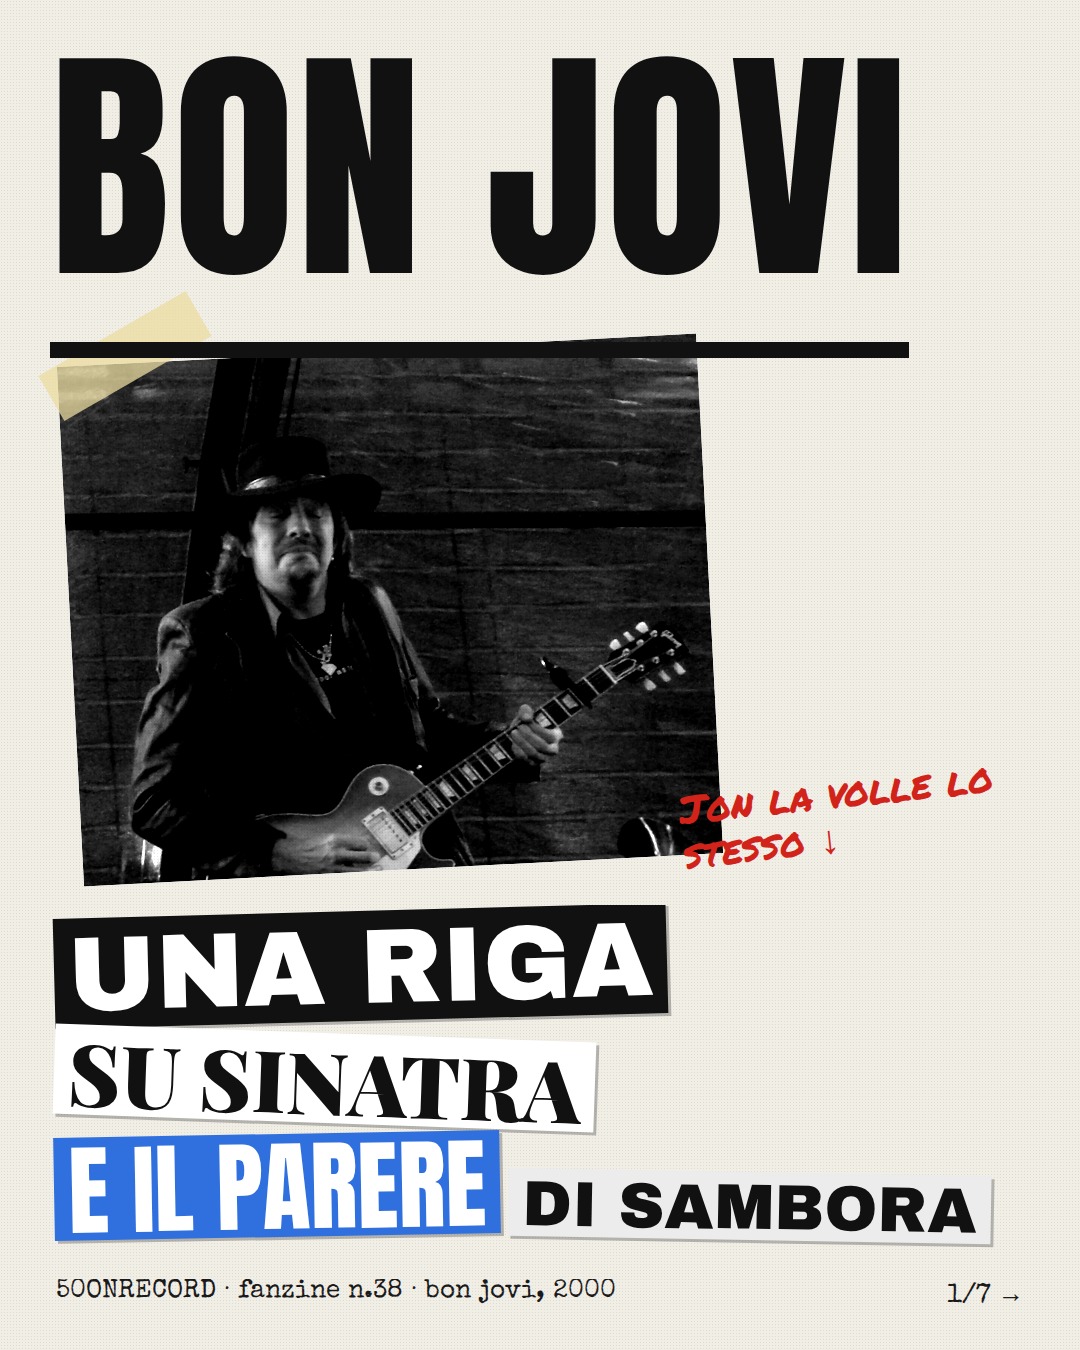 BON JOVI
JON LA VOLLE LO
STESSO ↓
UNA RIGA
SU SINATRA
E IL PARERE
DI SAMBORA
500NRECORD · fanzine n.38 · bon jovi, 2000
1/7 →